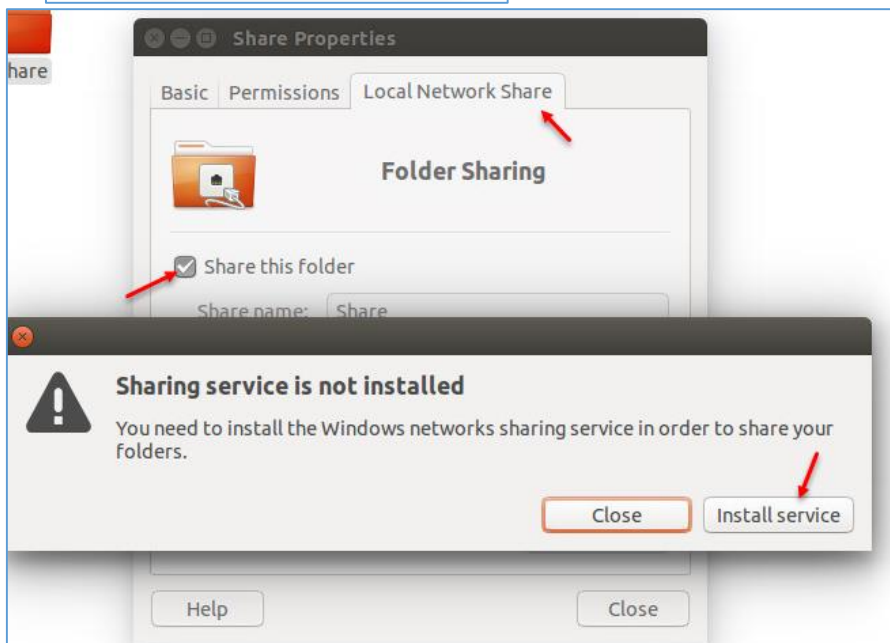 hare
Share Properties
Basic Permissions Local Network Share
Folder Sharing
Share this folder
Share name: Share
Sharing service is not installed
You need to install the Windows networks sharing service in order to share your
folders.
Close Install service
Help Close